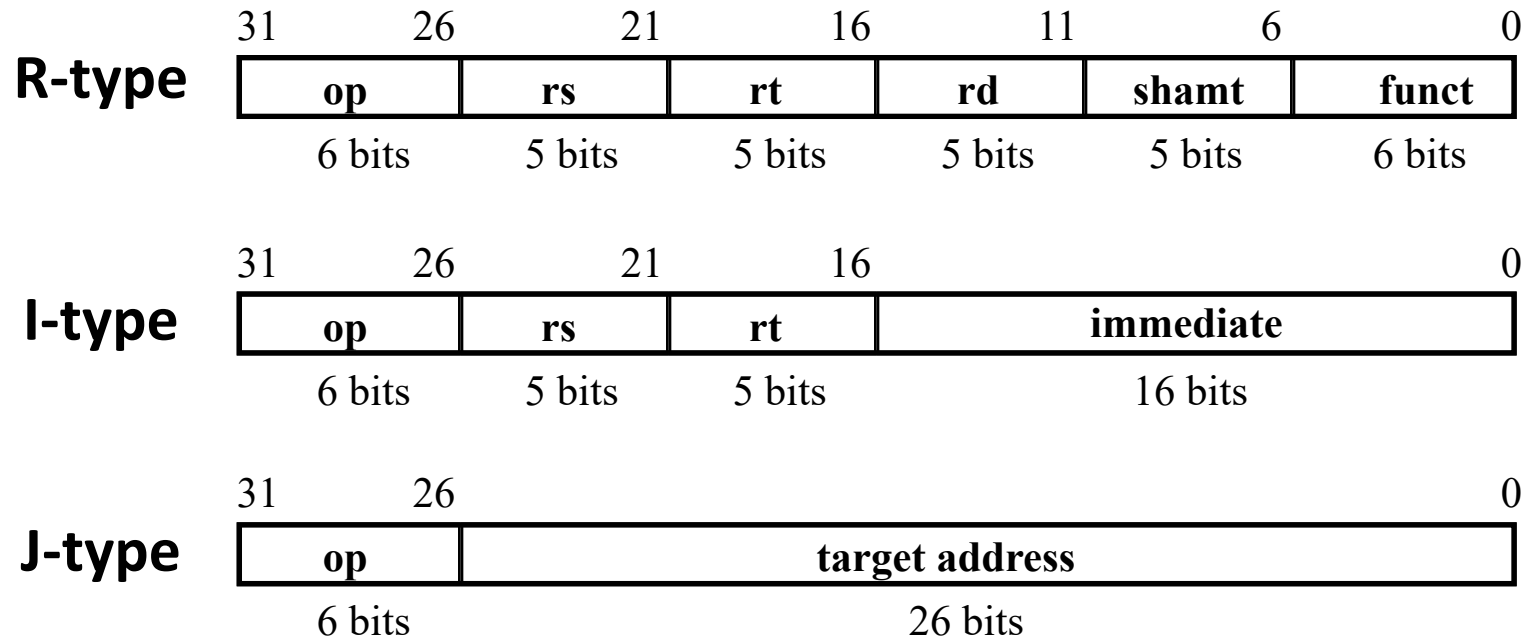 31 26 21 16 11 6 0
R-type op rs rt rd shamt funct
6 bits 5 bits 5 bits 5 bits 5 bits 6 bits
31 26 21 16 0
I-type op rs rt immediate
6 bits 5 bits 5 bits 16 bits
31 26 0
J-type op target address
6 bits 26 bits